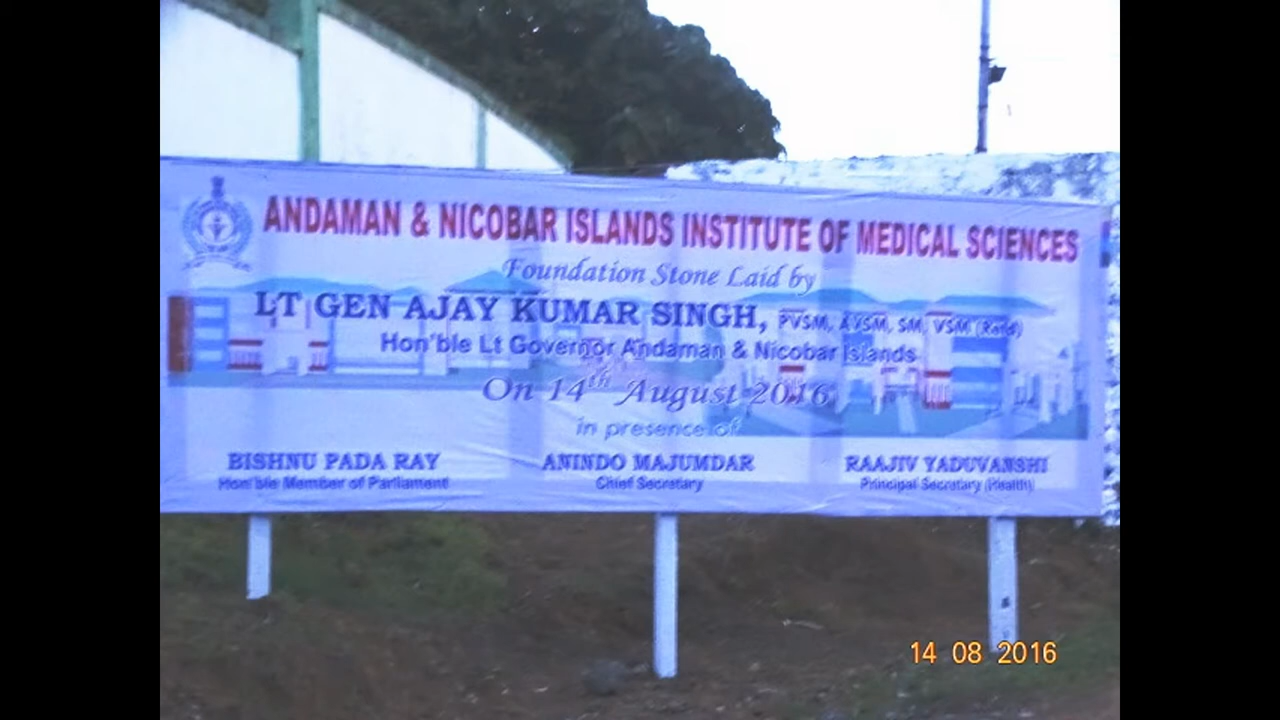 ANDAMAN & NICOBAR ISLANDS INSTITUTE OF MEDICAL SCIENCES
Foundation Stone Laid by
LT GEN AJAY KUMAR SINGH, PVSM, AVSM, SM, VSM (Retd)
Hon'ble Lt Governor Andaman & Nicobar Islands
On 14th August 2016
in presence of
BISHNU PADA RAY ANINDO MAJUMDAR RAAJIV YADUVANSHI
Hon'ble Member of Parliament Chief Secretary Principal Secretary (Health)
14 08 2016